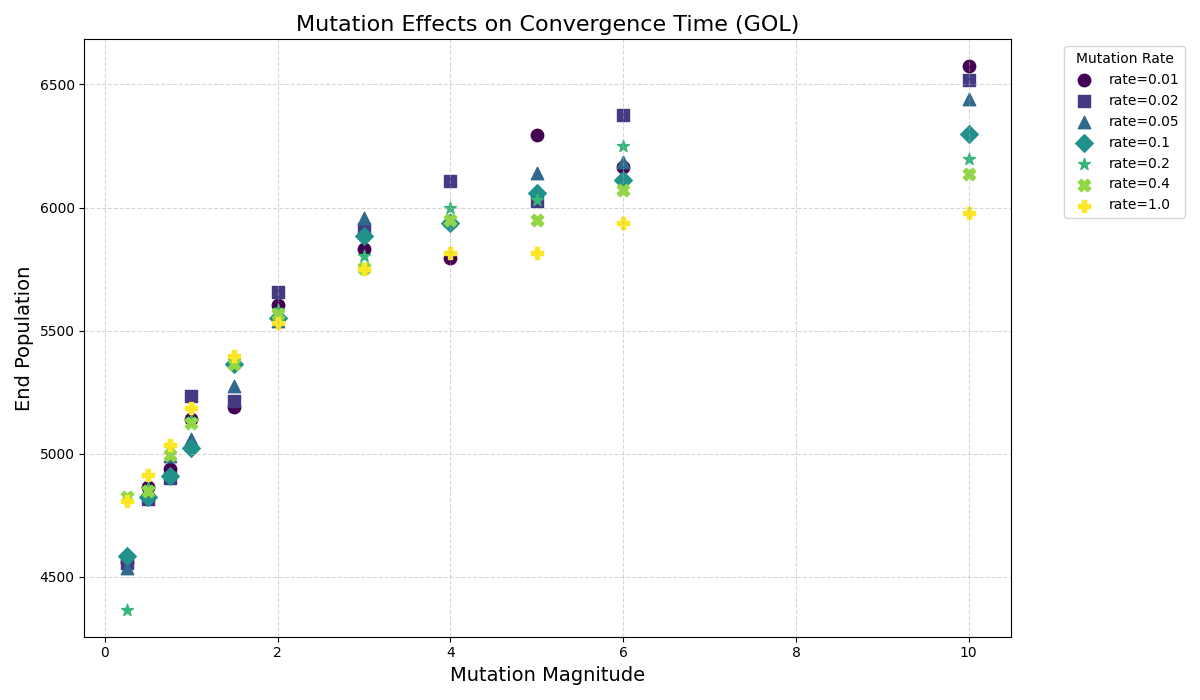 Mutation Effects on Convergence Time (GOL)
End Population
6500
6000
5500
5000
4500
0
2
4
6
8
10
Mutation Magnitude
Mutation Rate
rate=0.01
rate=0.02
rate=0.05
rate=0.1
rate=0.2
rate=0.4
rate=1.0